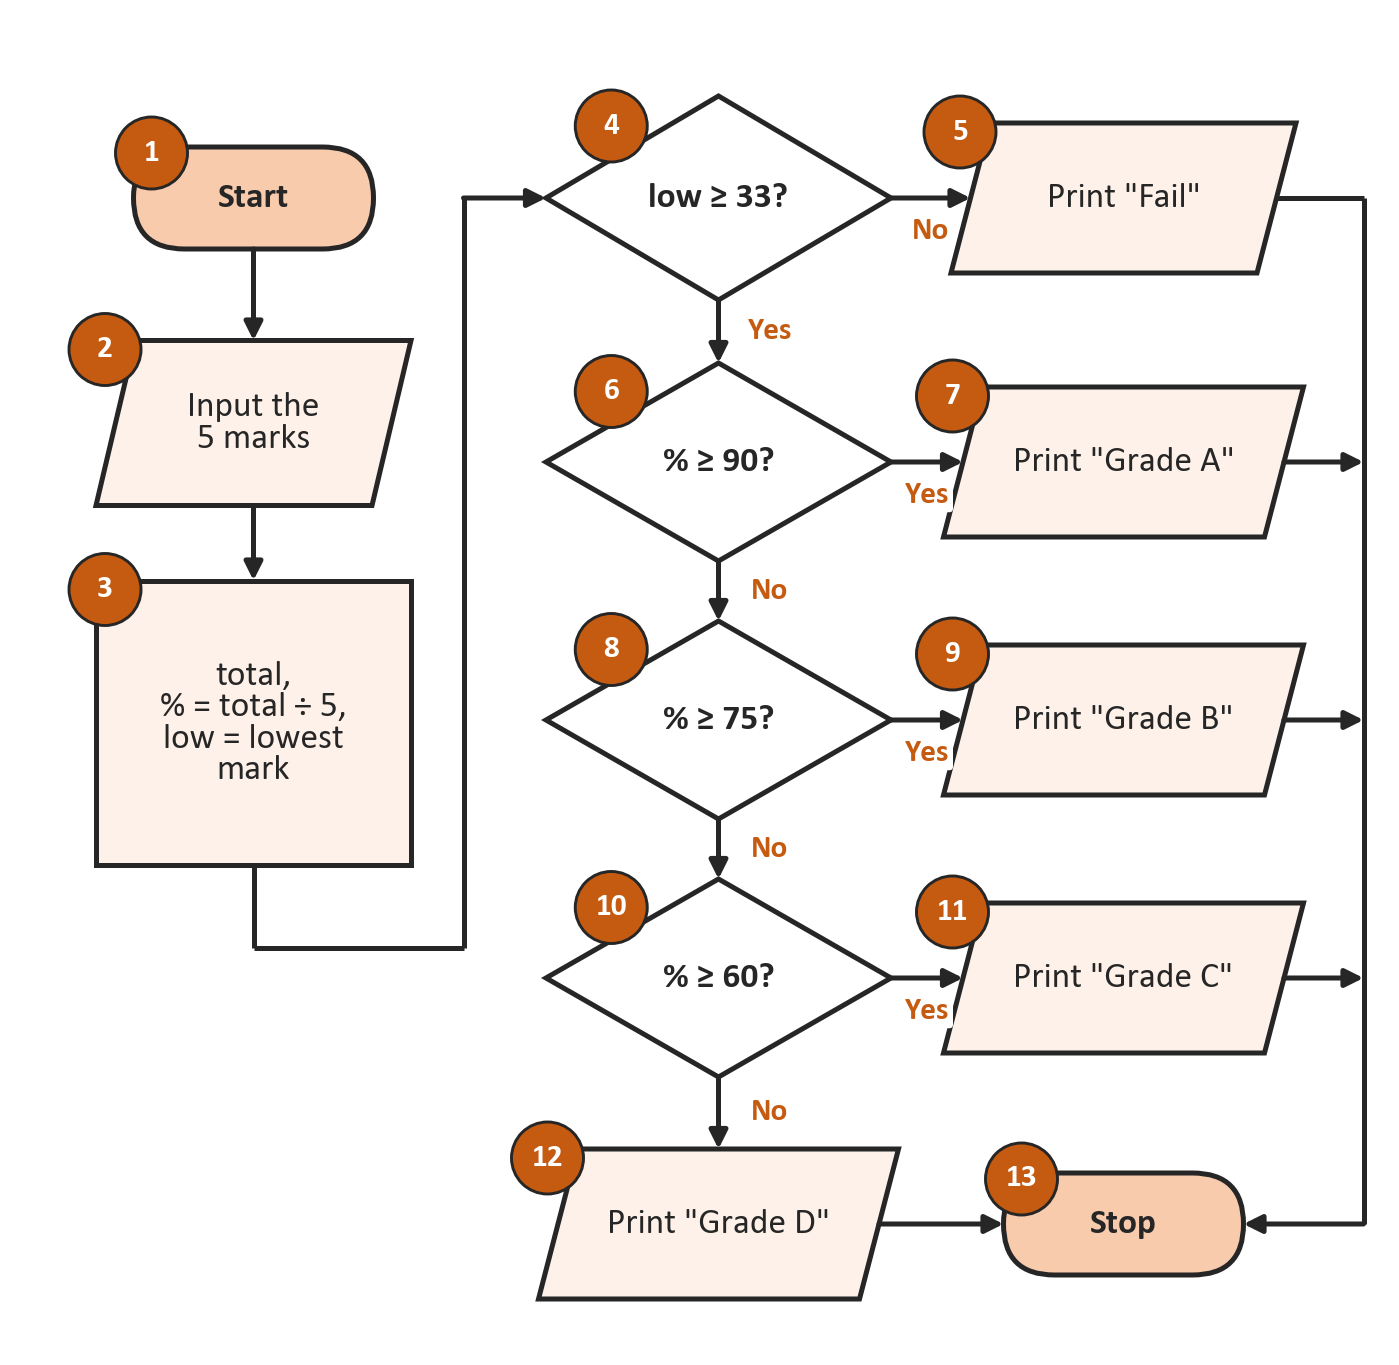 1
Start
2
Input the
5 marks
3
total,
% = total ÷ 5,
low = lowest
mark
4
low ≥ 33?
No
Yes
5
Print "Fail"
6
% ≥ 90?
Yes
No
7
Print "Grade A"
8
% ≥ 75?
Yes
No
9
Print "Grade B"
10
% ≥ 60?
Yes
No
11
Print "Grade C"
12
Print "Grade D"
13
Stop